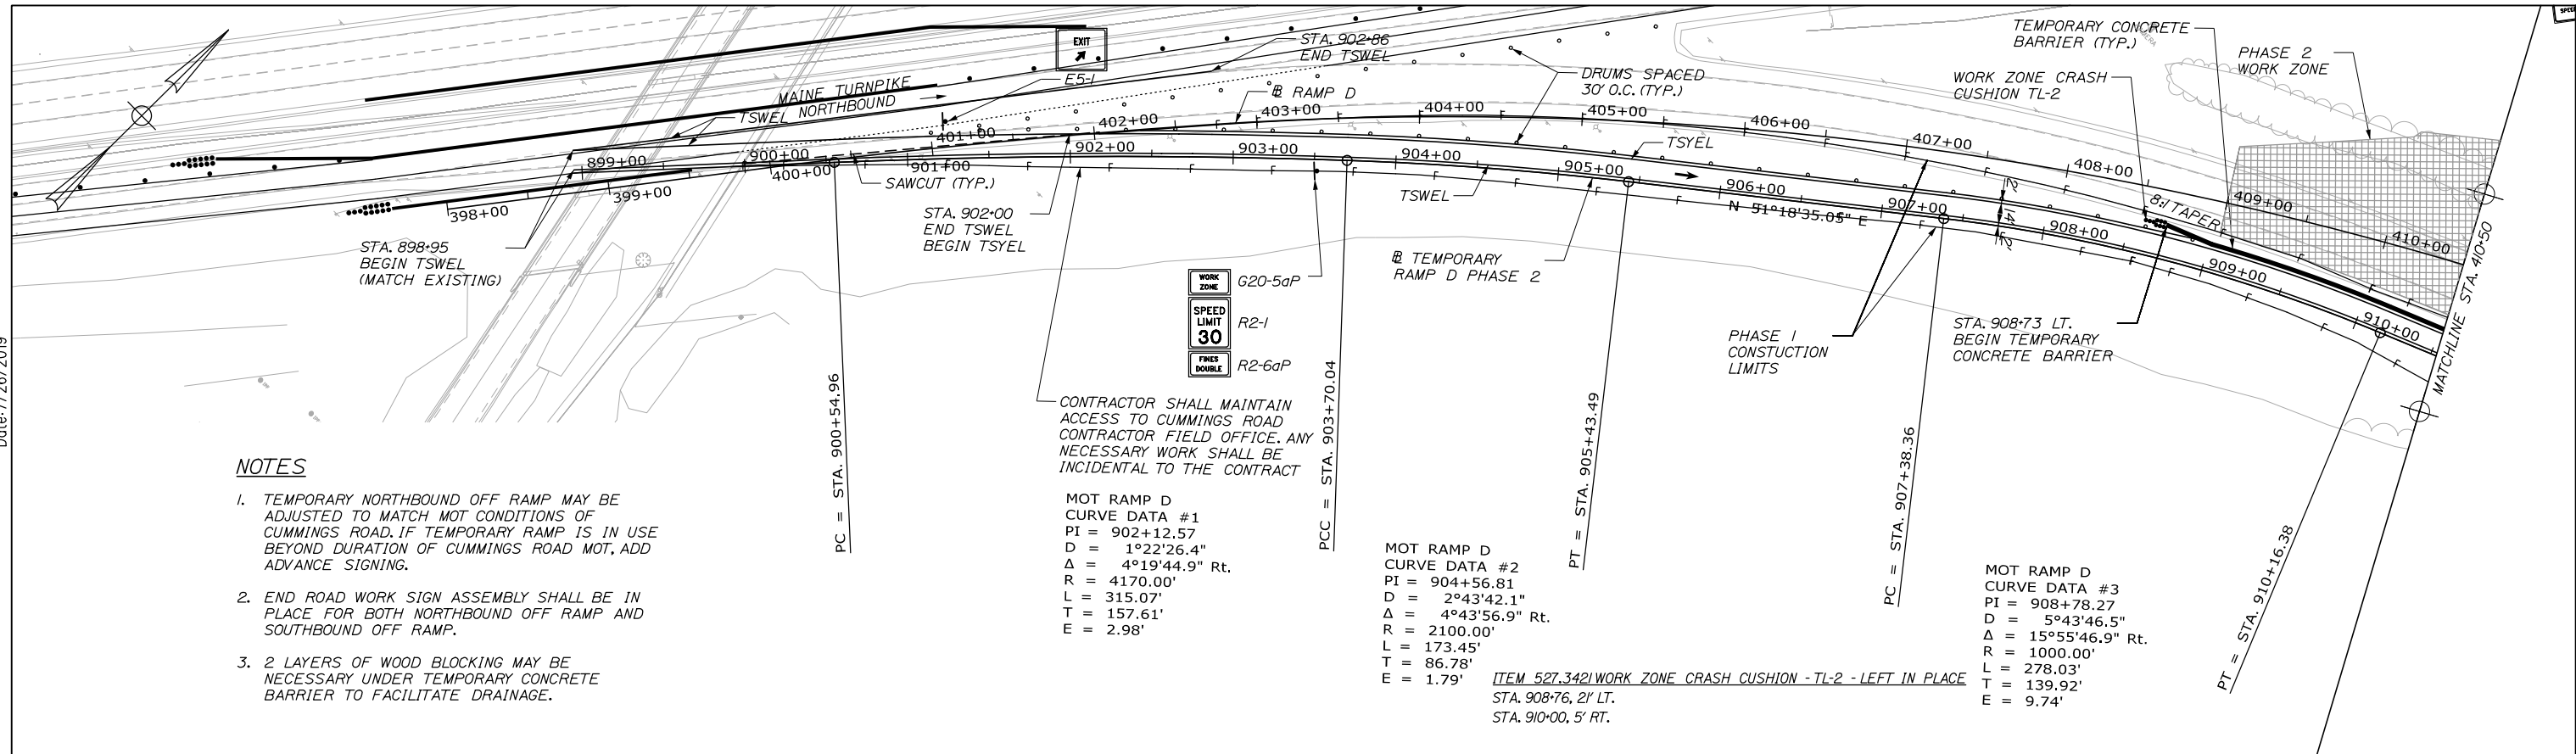 EXIT
E5-1
STA. 902+86
END TSWEL
MAINE TURNPIKE
NORTHBOUND
TSWEL
DRUMS SPACED
30' O.C. (TYP.)
TEMPORARY CONCRETE
BARRIER (TYP.)
PHASE 2
WORK ZONE
WORK ZONE CRASH
CUSHION TL-2
RAMP D
398+00
399+00
400+00
401+00
402+00
403+00
404+00
405+00
406+00
407+00
408+00
409+00
410+00
899+00
900+00
901+00
902+00
903+00
904+00
905+00
906+00
907+00
908+00
909+00
910+00
SAWCUT (TYP.)
TSYEL
TSWEL
N 51°18'35.05" E
2'
14'
2'
8:1 TAPER
STA. 898+95
BEGIN TSWEL
(MATCH EXISTING)
STA. 902+00
END TSWEL
BEGIN TSYEL
WORK
ZONE
G20-5aP
SPEED
LIMIT
30
R2-1
FINES
DOUBLE
R2-6aP
TEMPORARY
RAMP D PHASE 2
PHASE 1
CONSTUCTION
LIMITS
STA. 908+73 LT.
BEGIN TEMPORARY
CONCRETE BARRIER
MATCHLINE STA. 410+50
Date:7/26/2019
CONTRACTOR SHALL MAINTAIN
ACCESS TO CUMMINGS ROAD
CONTRACTOR FIELD OFFICE. ANY
NECESSARY WORK SHALL BE
INCIDENTAL TO THE CONTRACT
PC = STA. 900+54.96
PCC = STA. 903+70.04
PT = STA. 905+43.49
PC = STA. 907+38.36
PT = STA. 910+16.38
NOTES
1. TEMPORARY NORTHBOUND OFF RAMP MAY BE
ADJUSTED TO MATCH MOT CONDITIONS OF
CUMMINGS ROAD. IF TEMPORARY RAMP IS IN USE
BEYOND DURATION OF CUMMINGS ROAD MOT, ADD
ADVANCE SIGNING.
2. END ROAD WORK SIGN ASSEMBLY SHALL BE IN
PLACE FOR BOTH NORTHBOUND OFF RAMP AND
SOUTHBOUND OFF RAMP.
3. 2 LAYERS OF WOOD BLOCKING MAY BE
NECESSARY UNDER TEMPORARY CONCRETE
BARRIER TO FACILITATE DRAINAGE.
MOT RAMP D
CURVE DATA #1
PI = 902+12.57
D = 1°22'26.4"
Δ = 4°19'44.9" Rt.
R = 4170.00'
L = 315.07'
T = 157.61'
E = 2.98'
MOT RAMP D
CURVE DATA #2
PI = 904+56.81
D = 2°43'42.1"
Δ = 4°43'56.9" Rt.
R = 2100.00'
L = 173.45'
T = 86.78'
E = 1.79'
MOT RAMP D
CURVE DATA #3
PI = 908+78.27
D = 5°43'46.5"
Δ = 15°55'46.9" Rt.
R = 1000.00'
L = 278.03'
T = 139.92'
E = 9.74'
ITEM 527.3421 WORK ZONE CRASH CUSHION - TL-2 - LEFT IN PLACE
STA. 908+76, 21' LT.
STA. 910+00, 5' RT.